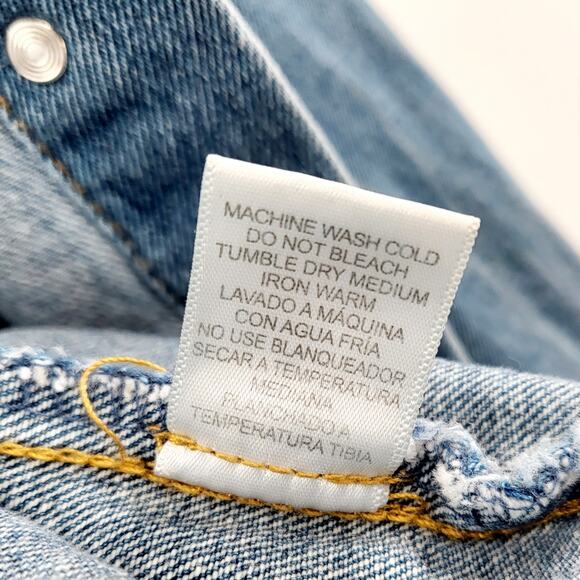 MACHINE WASH COLD
DO NOT BLEACH
TUMBLE DRY MEDIUM
IRON WARM
LAVADO A MÁQUINA
CON AGUA FRÍA
NO USE BLANQUEADOR
SECAR A TEMPERATURA
MEDIANA
BLANCHADO A
TEMPERATURA TIBIA